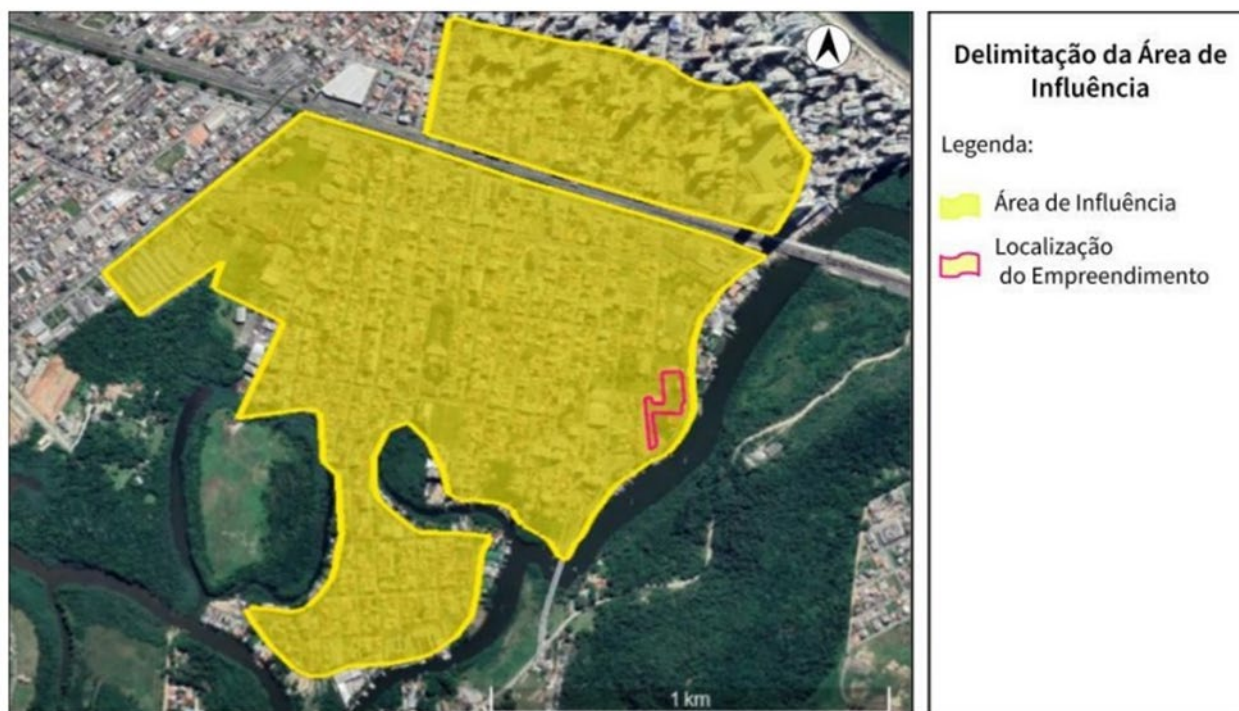 Delimitação da Área de
Influência
Legenda:
Área de Influência
Localização
do Empreendimento
1 km